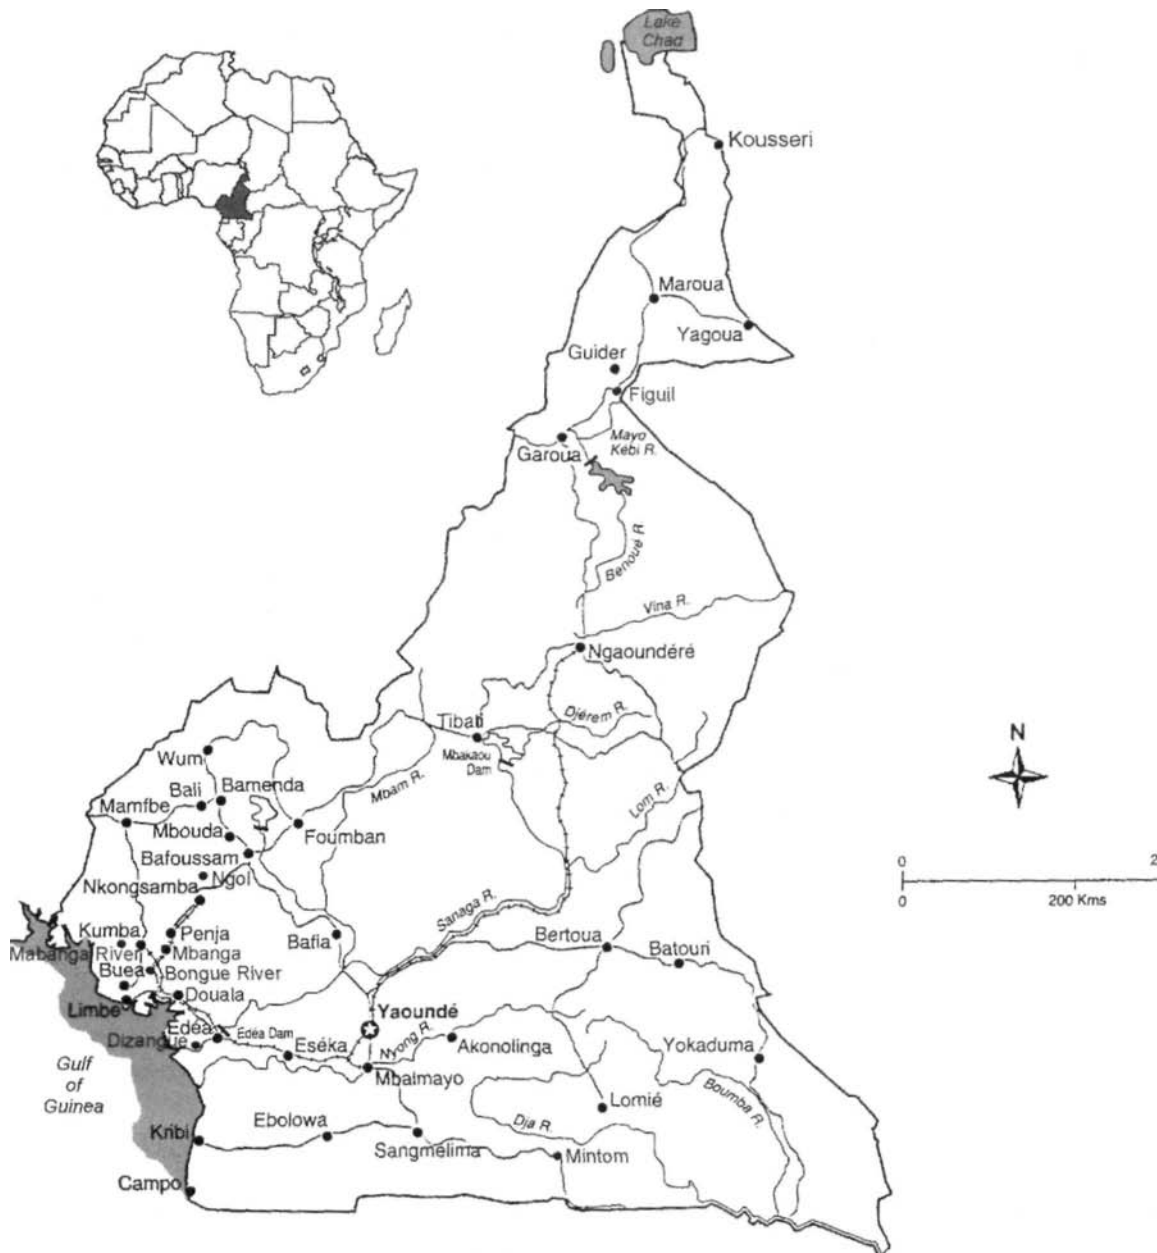 Lake
Chad
Kousseri
Maroua
Yagoua
Guider
Figuil
Mayo
Kébi R.
Garoua
Benoué R
Vina R.
Ngaoundéré
Djérem R.
Tibati
Mbakaou
Dam
N
Wum
Mbam R.
Lom R.
Bali
Bamenda
Mamfbe
Mbouda
Foumban
Bafoussam
0
2
Ngol
Nkongsamba
200 Kms
Sanaga R.
Kumba
Penja
Bafia
Bertoua
Batouri
Mabanga River
Mbanga
Buea
Bongue River
Douala
Limbe
Yaoundé
Edéa
Edéa Dam
Dizangue
Eséka
Nyong R.
Akonolinga
Yokaduma
Gulf
of
Guinea
Mbalmayo
Boumba R.
Lomié
Ebolowa
Dja R.
Kribi
Sangmelima
Mintom
Campo